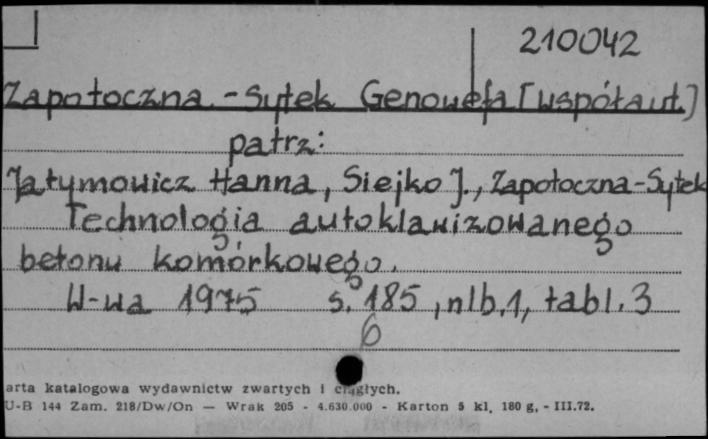 210042
Zapotoczna-Sytek Genowefa [współaut.]
patrz:
Jatymowicz Hanna, Siejko J., Zapotoczna-Sytek
Technologia autoklawizowanego
betonu komórkowego.
W-wa 1975 s. 185, nlb. 1, tabl. 3
6
arta katalogowa wydawnictw zwartych i ciągłych.
U-B 144 Zam. 218/Dw/On — Wrak 205 - 4.630.000 - Karton 5 kl. 180 g. - III.72.